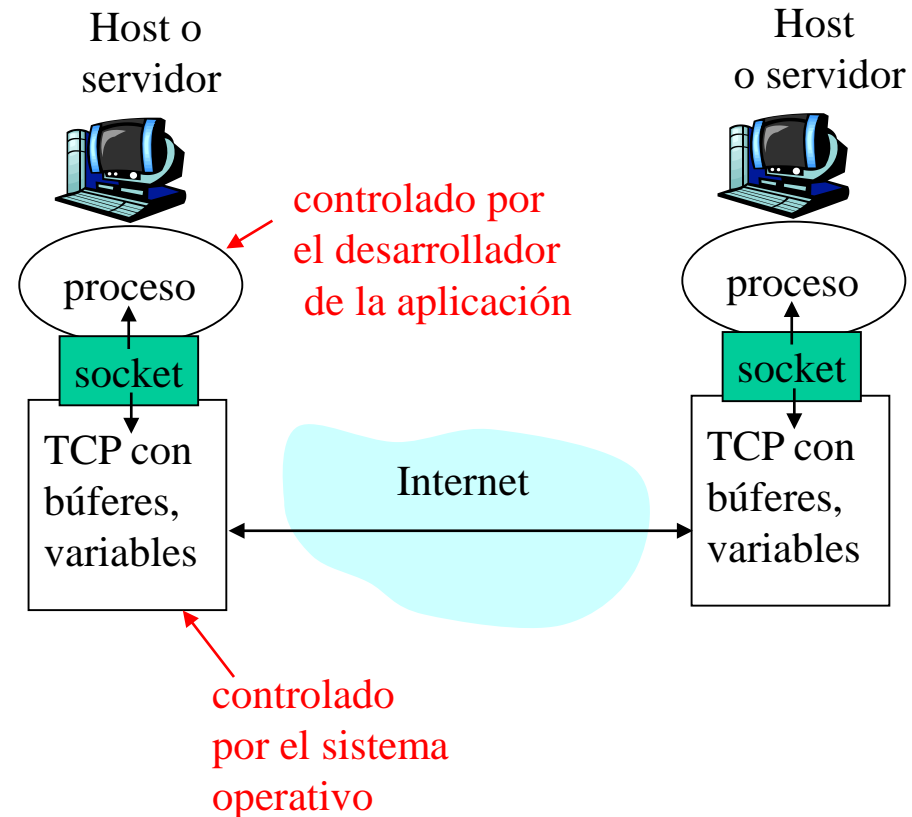 Host o
servidor
Host
o servidor
controlado por
el desarrollador
de la aplicación
proceso
proceso
socket
socket
TCP con
búferes,
variables
Internet
TCP con
búferes,
variables
controlado
por el sistema
operativo